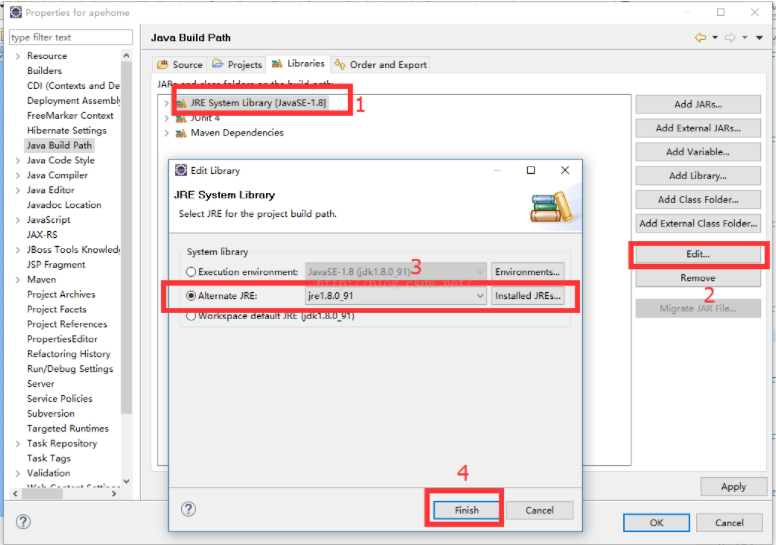 Properties for apehome
type filter text
Resource
Builders
CDI (Contexts and De
Deployment Assembly
FreeMarker Context
Hibernate Settings
Java Build Path
Java Code Style
Java Compiler
Java Editor
Javadoc Location
JavaScript
JAX-RS
JBoss Tools Knowled
JSP Fragment
Maven
Project Archives
Project Facets
Project References
PropertiesEditor
Refactoring History
Run/Debug Settings
Server
Service Policies
Subversion
Targeted Runtimes
Task Repository
Task Tags
Validation
Java Build Path
Source Projects Libraries Order and Export
JARs and class folders on the build path:
JRE System Library [JavaSE-1.8]
1
JUnit 4
Maven Dependencies
Add JARs...
Add External JARs...
Add Variable...
Add Library...
Add Class Folder...
Add External Class Folder...
Edit...
Remove
2
Migrate JAR File...
Edit Library
JRE System Library
Select JRE for the project build path.
System library
Execution environment: JavaSE-1.8 (jdk1.8.0_91) Environments...
3
http://blog.csdn.net/
Alternate JRE: jre1.8.0_91 Installed JREs...
Workspace default JRE (jdk1.8.0_91)
4
Finish Cancel
Apply
OK Cancel